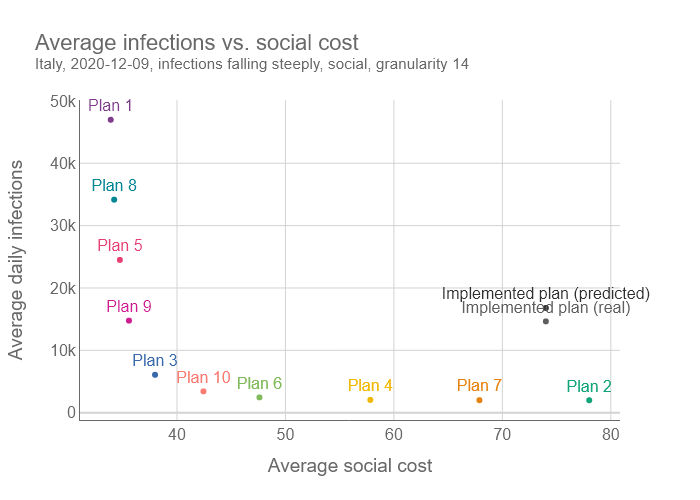 Average infections vs. social cost
Italy, 2020-12-09, infections falling steeply, social, granularity 14
50k
Plan 1
40k
Plan 8
30k
Plan 5
20k
Implemented plan (predicted)
Plan 9
Implemented plan (real)
10k
Plan 3
Plan 10
Plan 6
Plan 4
Plan 7
Plan 2
0
40
50
60
70
80
Average social cost
Average daily infections